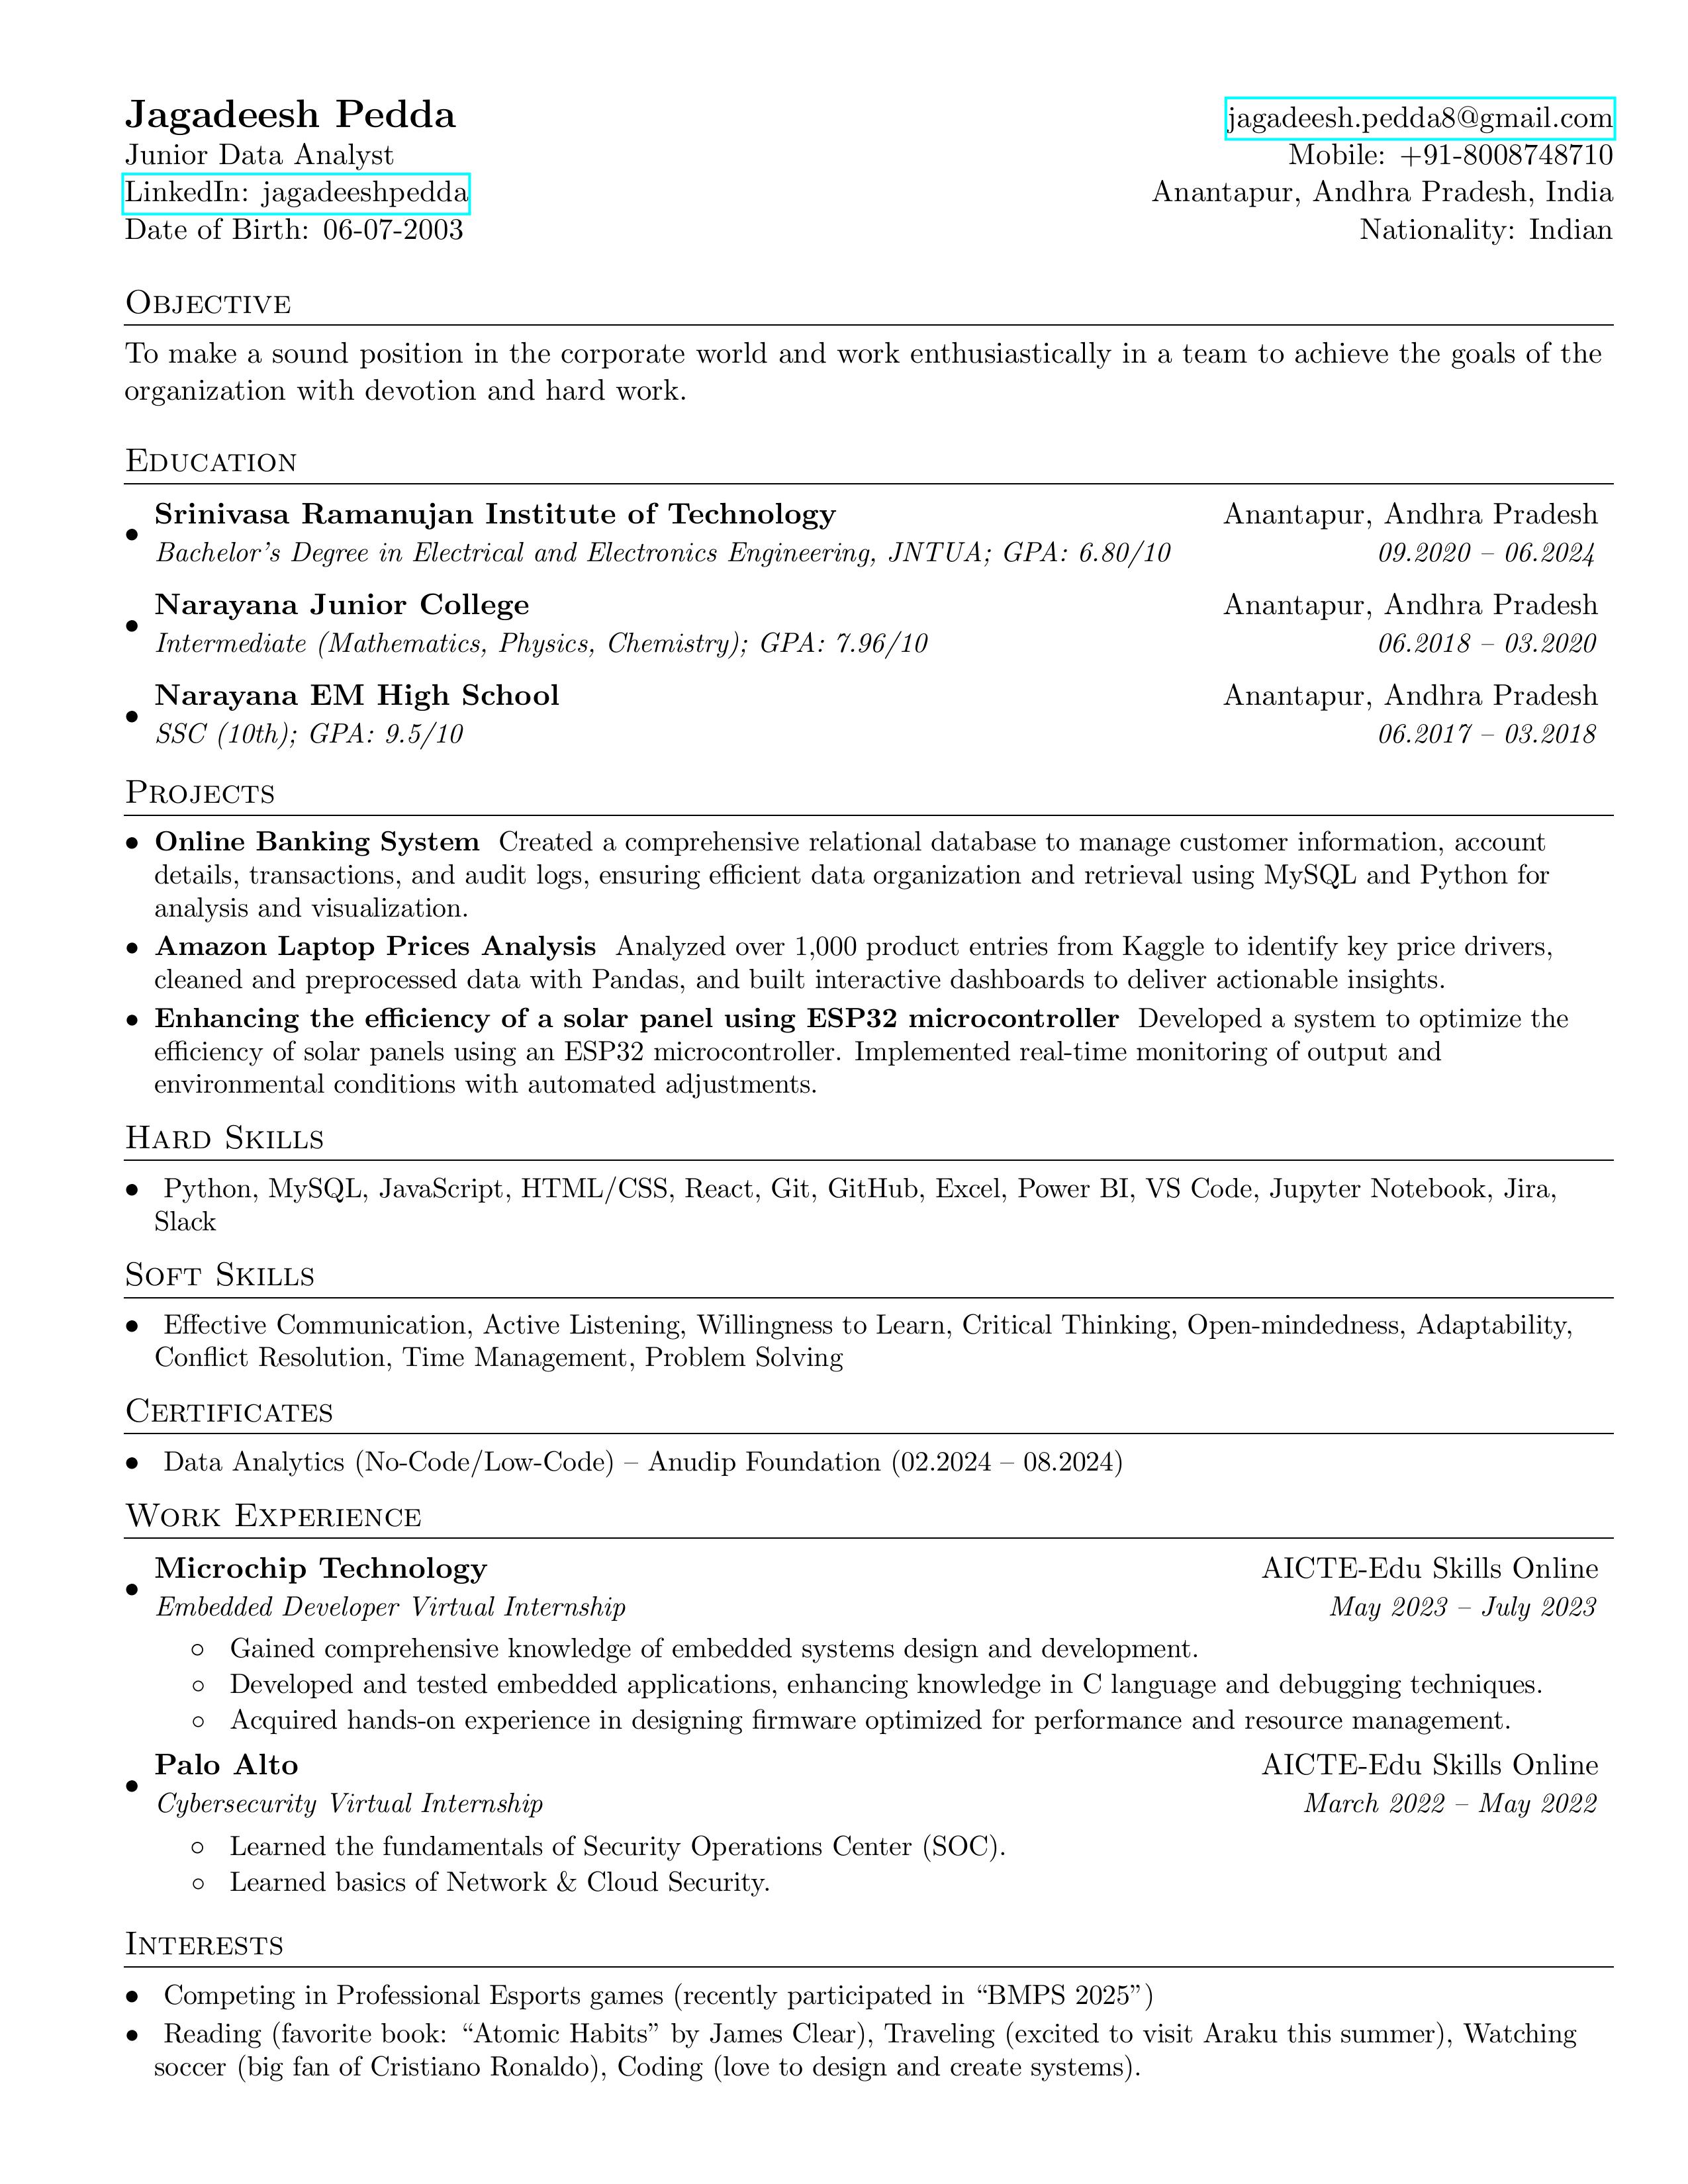 Jagadeesh Pedda
jagadeesh.pedda8@gmail.com
Junior Data Analyst
Mobile: +91-8008748710
LinkedIn: jagadeeshpedda
Anantapur, Andhra Pradesh, India
Date of Birth: 06-07-2003
Nationality: Indian
Objective
To make a sound position in the corporate world and work enthusiastically in a team to achieve the goals of the
organization with devotion and hard work.
Education
• Srinivasa Ramanujan Institute of Technology Anantapur, Andhra Pradesh
Bachelor's Degree in Electrical and Electronics Engineering, JNTUA; GPA: 6.80/10 09.2020 – 06.2024
• Narayana Junior College Anantapur, Andhra Pradesh
Intermediate (Mathematics, Physics, Chemistry); GPA: 7.96/10 06.2018 – 03.2020
• Narayana EM High School Anantapur, Andhra Pradesh
SSC (10th); GPA: 9.5/10 06.2017 – 03.2018
Projects
• Online Banking System Created a comprehensive relational database to manage customer information, account
details, transactions, and audit logs, ensuring efficient data organization and retrieval using MySQL and Python for
analysis and visualization.
• Amazon Laptop Prices Analysis Analyzed over 1,000 product entries from Kaggle to identify key price drivers,
cleaned and preprocessed data with Pandas, and built interactive dashboards to deliver actionable insights.
• Enhancing the efficiency of a solar panel using ESP32 microcontroller Developed a system to optimize the
efficiency of solar panels using an ESP32 microcontroller. Implemented real-time monitoring of output and
environmental conditions with automated adjustments.
Hard Skills
• Python, MySQL, JavaScript, HTML/CSS, React, Git, GitHub, Excel, Power BI, VS Code, Jupyter Notebook, Jira,
Slack
Soft Skills
• Effective Communication, Active Listening, Willingness to Learn, Critical Thinking, Open-mindedness, Adaptability,
Conflict Resolution, Time Management, Problem Solving
Certificates
• Data Analytics (No-Code/Low-Code) – Anudip Foundation (02.2024 – 08.2024)
Work Experience
• Microchip Technology AICTE-Edu Skills Online
Embedded Developer Virtual Internship May 2023 – July 2023
◦ Gained comprehensive knowledge of embedded systems design and development.
◦ Developed and tested embedded applications, enhancing knowledge in C language and debugging techniques.
◦ Acquired hands-on experience in designing firmware optimized for performance and resource management.
• Palo Alto AICTE-Edu Skills Online
Cybersecurity Virtual Internship March 2022 – May 2022
◦ Learned the fundamentals of Security Operations Center (SOC).
◦ Learned basics of Network & Cloud Security.
Interests
• Competing in Professional Esports games (recently participated in “BMPS 2025”)
• Reading (favorite book: “Atomic Habits” by James Clear), Traveling (excited to visit Araku this summer), Watching
soccer (big fan of Cristiano Ronaldo), Coding (love to design and create systems).